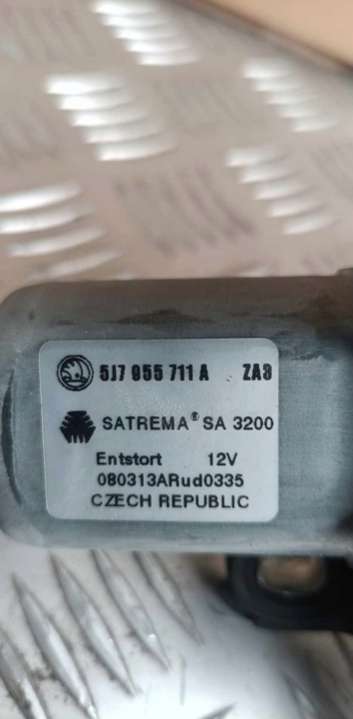 5J7 955 711 A ZA3
SATREMA® SA 3200
Entstort 12V
080313ARud0335
CZECH REPUBLIC